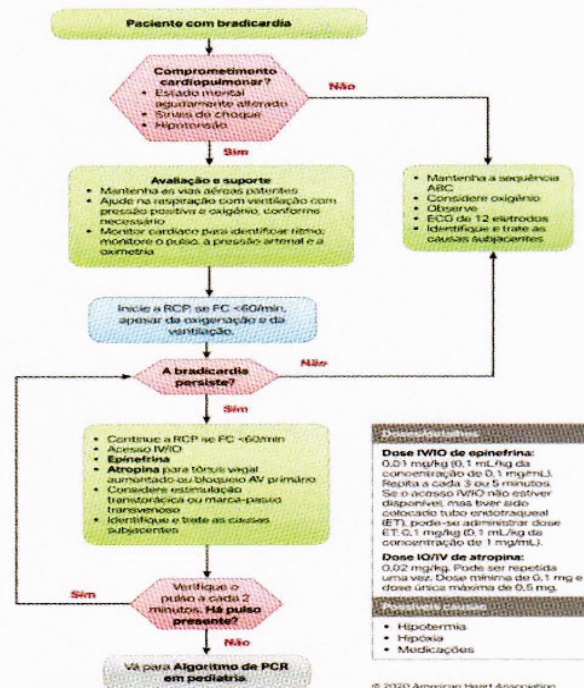 Paciente com bradicardia
Comprometimento
cardiopulmonar?
• Estado mental
agudamente alterado
• Sinais de choque
• Hipotensão
Não
Sim
Avaliação e suporte
• Mantenha as vias aéreas patentes
• Ajude na respiração com ventilação com
pressão positiva e oxigênio, conforme
necessário
• Monitor cardíaco para identificar ritmo;
monitore o pulso, a pressão arterial e a
oximetria
• Mantenha a sequência
ABC
• Considere oxigênio
• Observe
• ECG de 12 eletrodos
• Identifique e trate as
causas subjacentes
Inicie a RCP se FC <60/min,
apesar da oxigenação e da
ventilação.
A bradicardia
persiste?
Não
Sim
• Continue a RCP se FC <60/min
• Acesso IV/IO
• Epinefrina
• Atropina para tônus vagal
aumentado ou bloqueio AV primário
• Considere estimulação
transtorácica ou marca-passo
transvenoso
• Identifique e trate as causas
subjacentes
Verifique o
pulso a cada 2
minutos. Há pulso
presente?
Sim
Não
Vá para Algoritmo de PCR
em pediatria.
Doses/detalhes
Dose IV/IO de epinefrina:
0,01 mg/kg (0,1 mL/kg da
concentração de 0,1 mg/mL).
Repita a cada 3 ou 5 minutos.
Se o acesso IV/IO não estiver
disponível, mas tiver sido
colocado tubo endotraqueal
(ET), pode-se administrar dose
ET: 0,1 mg/kg (0,1 mL/kg da
concentração de 1 mg/mL).
Dose IO/IV de atropina:
0,02 mg/kg. Pode ser repetida
uma vez. Dose mínima de 0,1 mg e
dose única máxima de 0,5 mg.
Possíveis causas
• Hipotermia
• Hipóxia
• Medicações
© 2020 American Heart Association